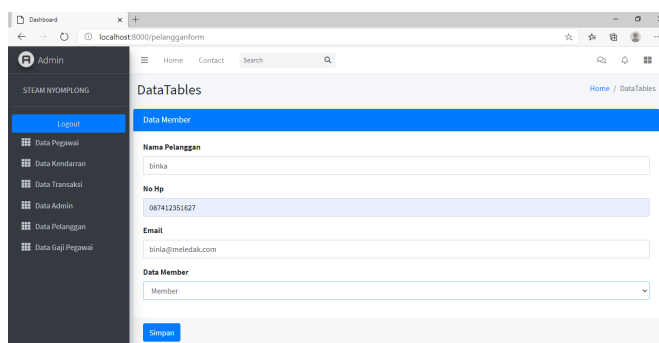 Dashboard
localhost:8000/pelangganform
Admin
Home Contact Search
STEAM NYOMPLONG
DataTables
Home / DataTables
Logout
Data Member
Data Pegawai
Nama Pelanggan
Data Kendarran
binka
Data Transaksi
No Hp
Data Admin
087412351627
Data Pelanggan
Email
Data Gaji Pegawai
binla@meledak.com
Data Member
Member
Simpan